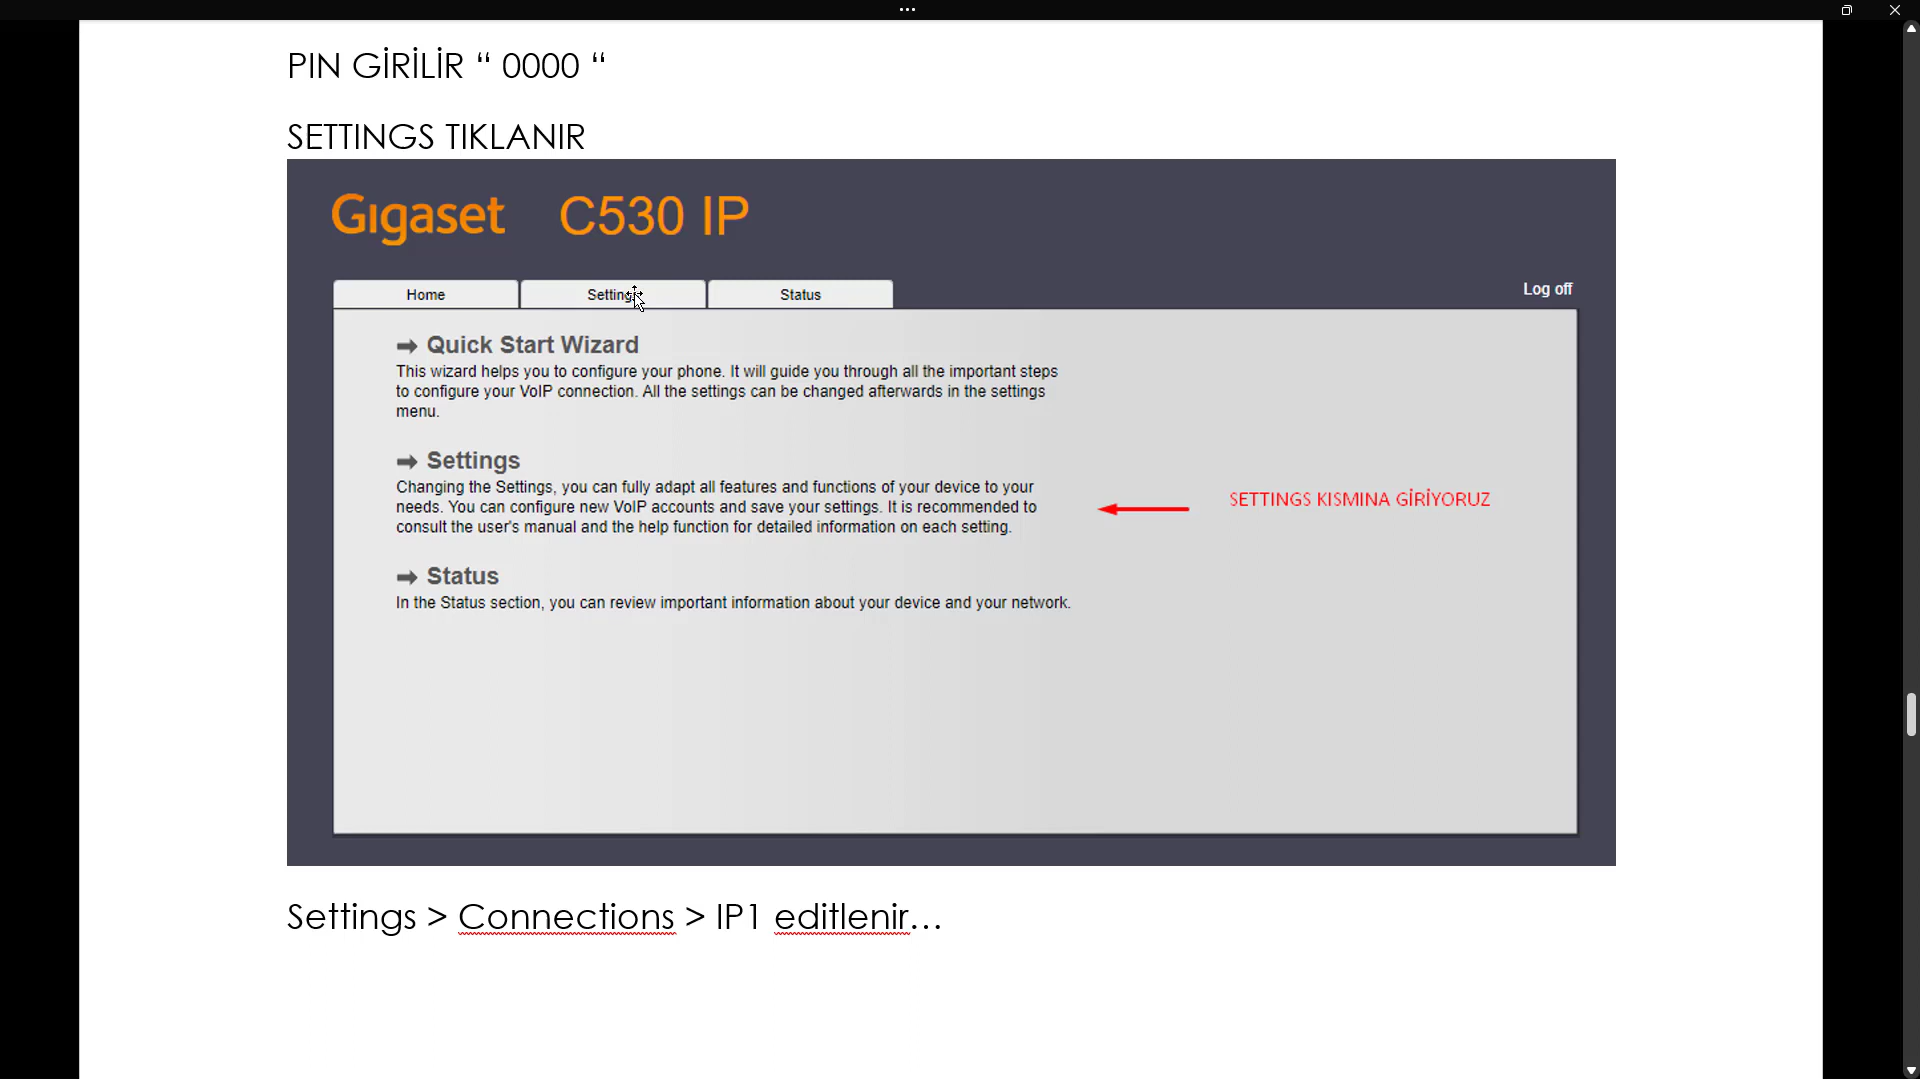 PIN GİRİLİR “ 0000 “
SETTINGS TIKLANIR
Gigaset C530 IP
Home Settings Status Log off
Quick Start Wizard
This wizard helps you to configure your phone. It will guide you through all the important steps
to configure your VoIP connection. All the settings can be changed afterwards in the settings
menu.
Settings
Changing the Settings, you can fully adapt all features and functions of your device to your
needs. You can configure new VoIP accounts and save your settings. It is recommended to
consult the user's manual and the help function for detailed information on each setting.
SETTINGS KISMINA GİRİYORUZ
Status
In the Status section, you can review important information about your device and your network.
Settings > Connections > IP1 editlenir...